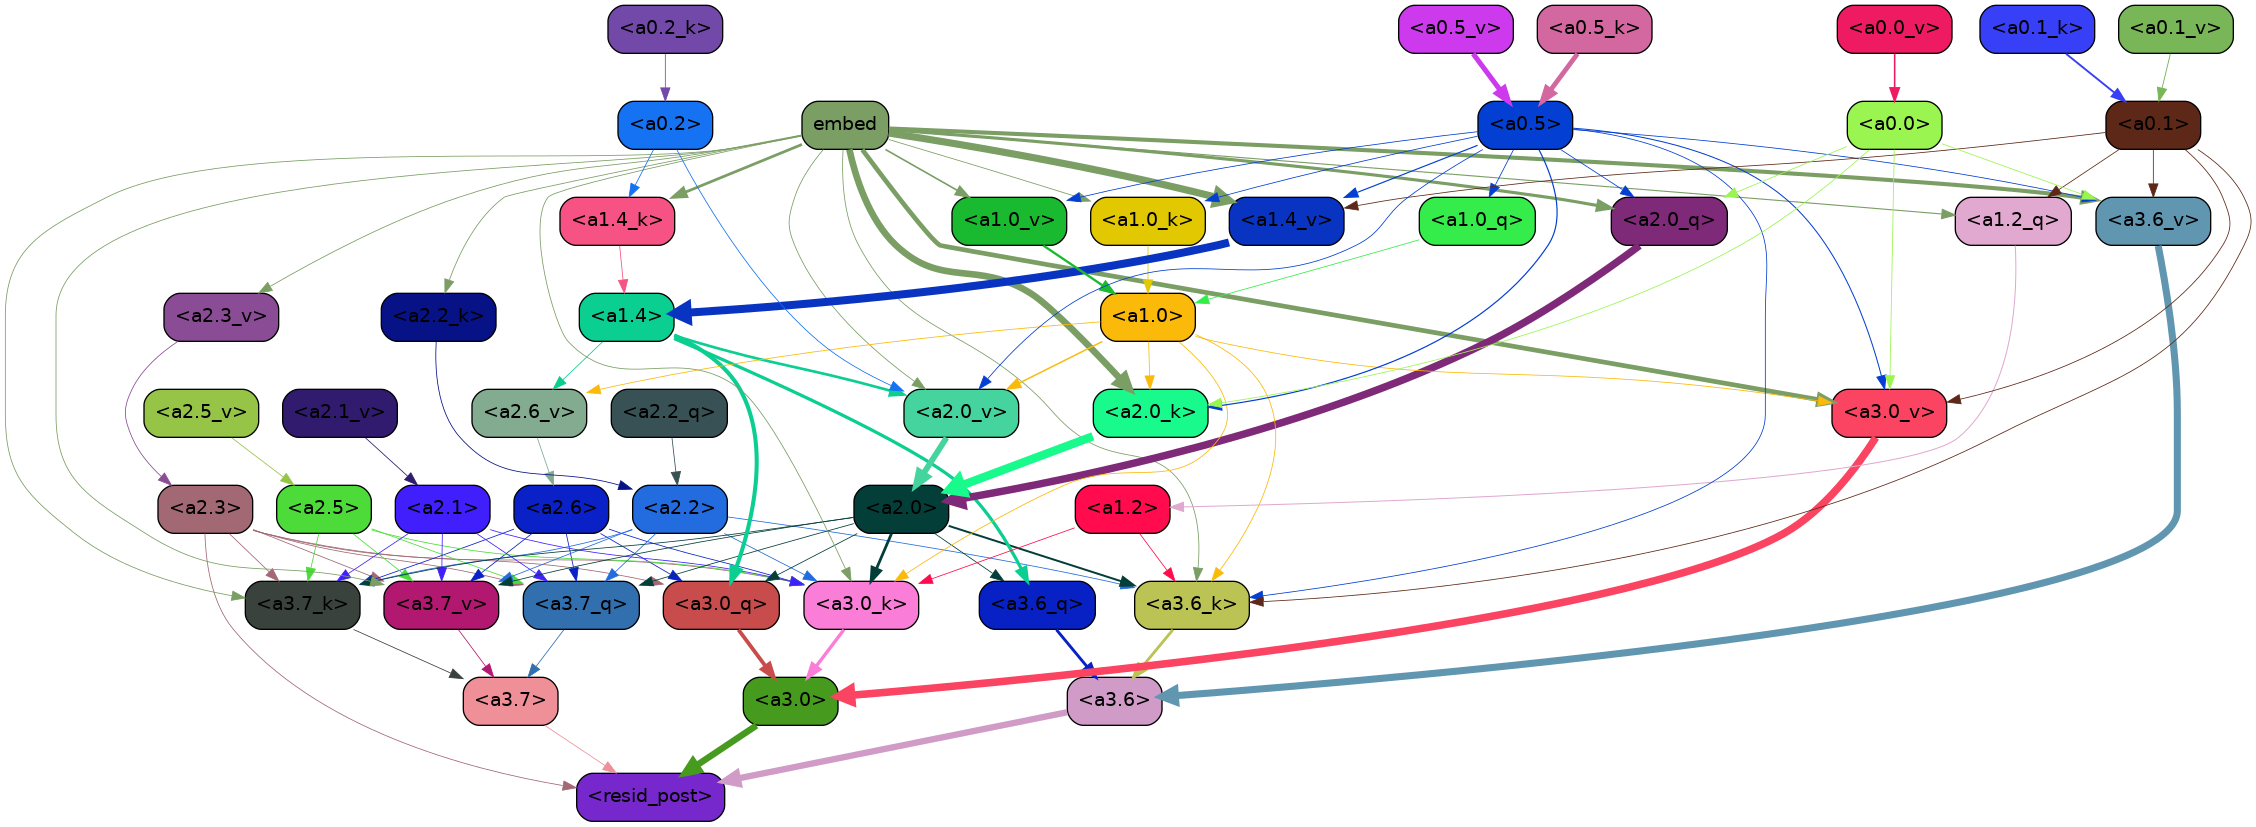 <a0.2_k>
<a0.5_v>
<a0.5_k>
<a0.0_v>
<a0.1_k>
<a0.1_v>
<a0.2>
embed
<a0.5>
<a0.0>
<a0.1>
<a1.4_k>
<a1.0_v>
<a1.0_k>
<a1.4_v>
<a1.0_q>
<a2.0_q>
<a1.2_q>
<a3.6_v>
<a2.3_v>
<a2.2_k>
<a1.4>
<a1.0>
<a2.5_v>
<a2.1_v>
<a2.6_v>
<a2.2_q>
<a2.0_v>
<a2.0_k>
<a3.0_v>
<a2.3>
<a2.5>
<a2.1>
<a2.6>
<a2.2>
<a2.0>
<a1.2>
<a3.7_k>
<a3.7_v>
<a3.7_q>
<a3.0_q>
<a3.0_k>
<a3.6_q>
<a3.6_k>
<a3.7>
<a3.0>
<a3.6>
<resid_post>